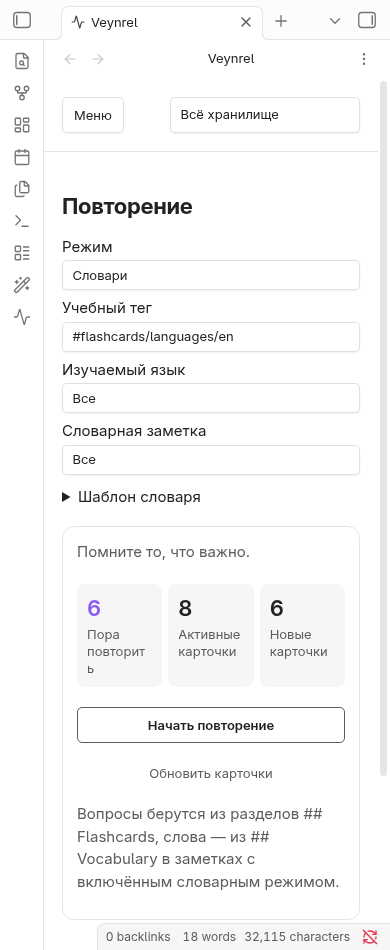 Veynrel
Veynrel
Меню
Всё хранилище
Повторение
Режим
Словари
Учебный тег
#flashcards/languages/en
Изучаемый язык
Все
Словарная заметка
Все
Шаблон словаря
Помните то, что важно.
6
Пора
повторит
ь
8
Активные
карточки
6
Новые
карточки
Начать повторение
Обновить карточки
Вопросы берутся из разделов ##
Flashcards, слова — из ##
Vocabulary в заметках с
включённым словарным режимом.
0 backlinks 18 words 32,115 characters